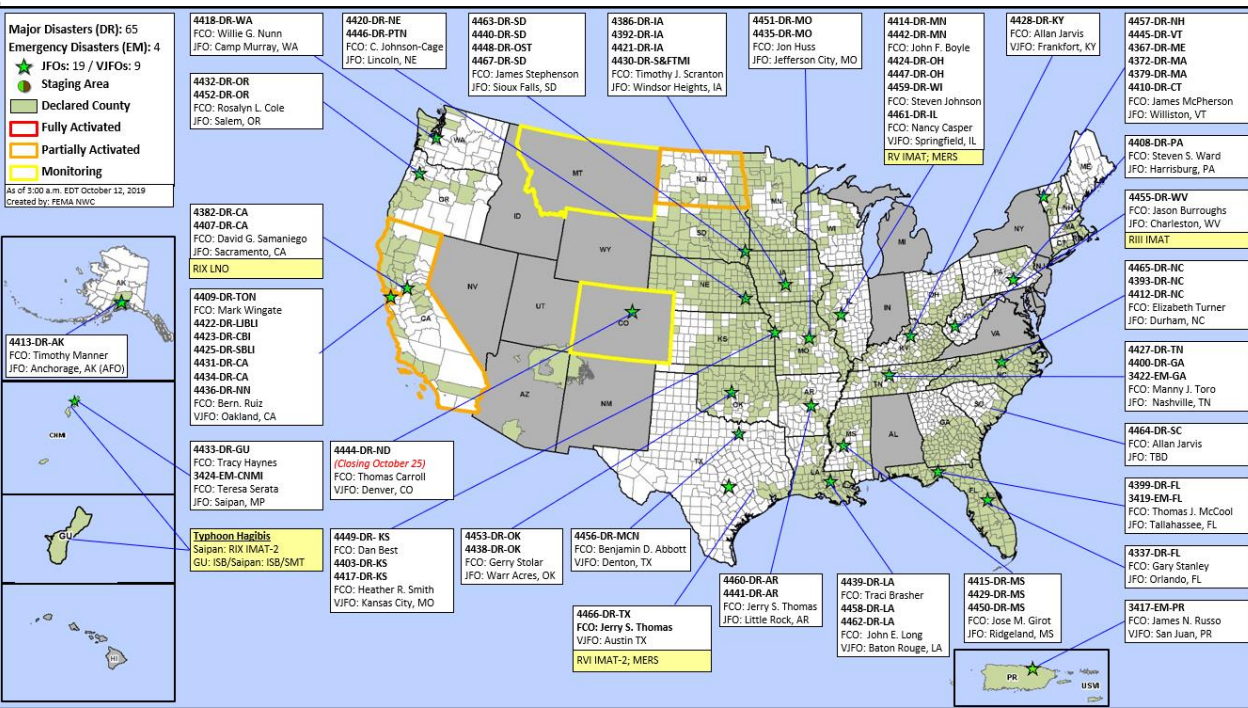 Major Disasters (DR): 65
Emergency Disasters (EM): 4
JFOs: 19 / VJFOs: 9
Staging Area
Declared County
Fully Activated
Partially Activated
Monitoring
As of 3:00 a.m. EDT October 12, 2019
Created by: FEMA NWC
4418-DR-WA
FCO: Willie G. Nunn
JFO: Camp Murray, WA
4420-DR-NE
4446-DR-PTN
FCO: C. Johnson-Cage
JFO: Lincoln, NE
4463-DR-SD
4440-DR-SD
4448-DR-OST
4467-DR-SD
FCO: James Stephenson
JFO: Sioux Falls, SD
4386-DR-IA
4392-DR-IA
4421-DR-IA
4430-DR-S&FTMI
FCO: Timothy J. Scranton
JFO: Windsor Heights, IA
4451-DR-MO
4435-DR-MO
FCO: Jon Huss
JFO: Jefferson City, MO
4414-DR-MN
4442-DR-MN
FCO: John F. Boyle
4424-DR-OH
4447-DR-OH
4459-DR-WI
FCO: Steven Johnson
4461-DR-IL
FCO: Nancy Casper
VJFO: Springfield, IL
RV IMAT; MERS
4428-DR-KY
FCO: Allan Jarvis
VJFO: Frankfort, KY
4457-DR-NH
4445-DR-VT
4367-DR-ME
4372-DR-MA
4379-DR-MA
4410-DR-CT
FCO: James McPherson
JFO: Williston, VT
4432-DR-OR
4452-DR-OR
FCO: Rosalyn L. Cole
JFO: Salem, OR
4408-DR-PA
FCO: Steven S. Ward
JFO: Harrisburg, PA
4455-DR-WV
FCO: Jason Burroughs
JFO: Charleston, WV
RIII IMAT
4382-DR-CA
4407-DR-CA
FCO: David G. Samaniego
JFO: Sacramento, CA
RIX LNO
4465-DR-NC
4393-DR-NC
4412-DR-NC
FCO: Elizabeth Turner
JFO: Durham, NC
4409-DR-TON
FCO: Mark Wingate
4422-DR-LJBLI
4423-DR-CBI
4425-DR-SBLI
4431-DR-CA
4434-DR-CA
4436-DR-NN
FCO: Bern. Ruiz
VJFO: Oakland, CA
4413-DR-AK
FCO: Timothy Manner
JFO: Anchorage, AK (AFO)
4427-DR-TN
4400-DR-GA
3422-EM-GA
FCO: Manny J. Toro
JFO: Nashville, TN
4464-DR-SC
FCO: Allan Jarvis
JFO: TBD
4433-DR-GU
FCO: Tracy Haynes
3424-EM-CNMI
FCO: Teresa Serata
JFO: Saipan, MP
4444-DR-ND
(Closing October 25)
FCO: Thomas Carroll
VJFO: Denver, CO
4399-DR-FL
3419-EM-FL
FCO: Thomas J. McCool
JFO: Tallahassee, FL
Typhoon Hagibis
Saipan: RIX IMAT-2
GU: ISB/Saipan: ISB/SMT
4449-DR- KS
FCO: Dan Best
4403-DR-KS
4417-DR-KS
FCO: Heather R. Smith
VJFO: Kansas City, MO
4453-DR-OK
4438-DR-OK
FCO: Gerry Stolar
JFO: Warr Acres, OK
4456-DR-MCN
FCO: Benjamin D. Abbott
VJFO: Denton, TX
4466-DR-TX
FCO: Jerry S. Thomas
VJFO: Austin TX
RVI IMAT-2; MERS
4460-DR-AR
4441-DR-AR
FCO: Jerry S. Thomas
JFO: Little Rock, AR
4439-DR-LA
FCO: Traci Brasher
4458-DR-LA
4462-DR-LA
FCO: John E. Long
VJFO: Baton Rouge, LA
4415-DR-MS
4429-DR-MS
4450-DR-MS
FCO: Jose M. Girot
JFO: Ridgeland, MS
4337-DR-FL
FCO: Gary Stanley
JFO: Orlando, FL
3417-EM-PR
FCO: James N. Russo
VJFO: San Juan, PR
WA
MT
ND
MN
ME
OR
ID
SD
WI
MI
NY
NH
MA
CT
WY
IA
PA
NJ
NV
NE
IL
IN
OH
WV
VA
UT
CO
CA
KS
MO
KY
NC
TN
AZ
NM
OK
AR
SC
MS
AL
GA
TX
LA
FL
AK
CNMI
GU
HI
PR
USVI